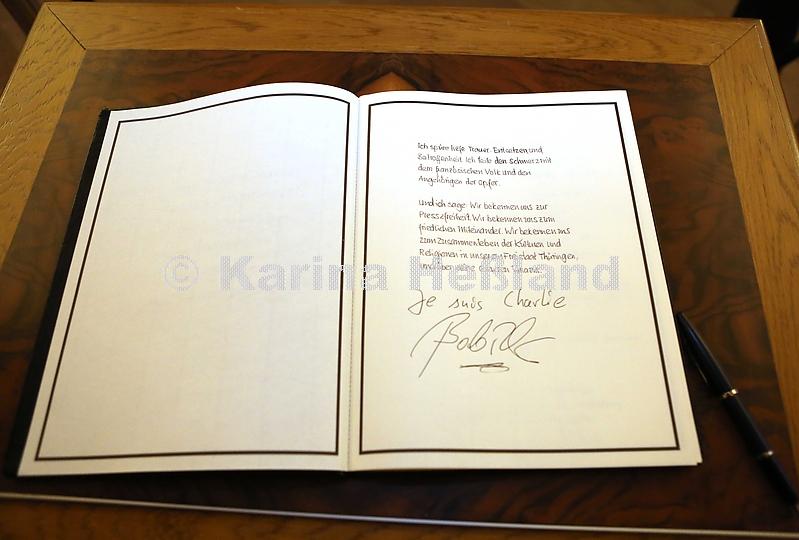 Ich spüre tiefe Trauer, Entsetzen und
Betroffenheit. Ich teile den Schmerz mit
dem französischen Volk und den
Angehörigen der Opfer.
Und ich sage: Wir bekennen uns zur
Pressefreiheit. Wir bekennen uns zum
friedlichen Miteinander. Wir bekennen uns
zum Zusammenleben der Kulturen und
Religionen in unserem Freistaat Thüringen,
© Karina Heßland
Je suis Charlie